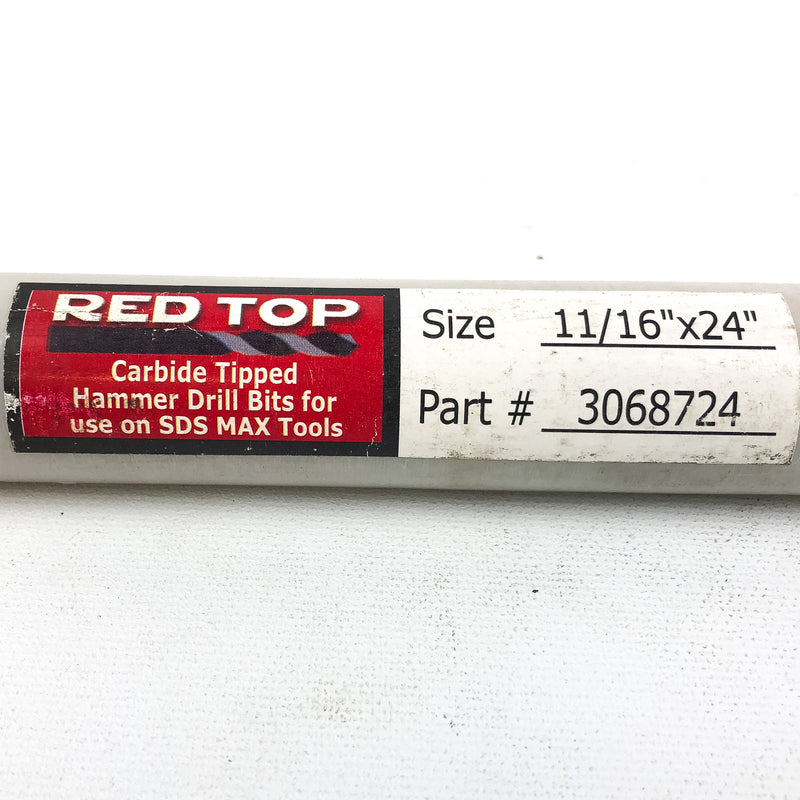 RED TOP
Carbide Tipped
Hammer Drill Bits for
use on SDS MAX Tools
Size 11/16"x24"
Part # 3068724